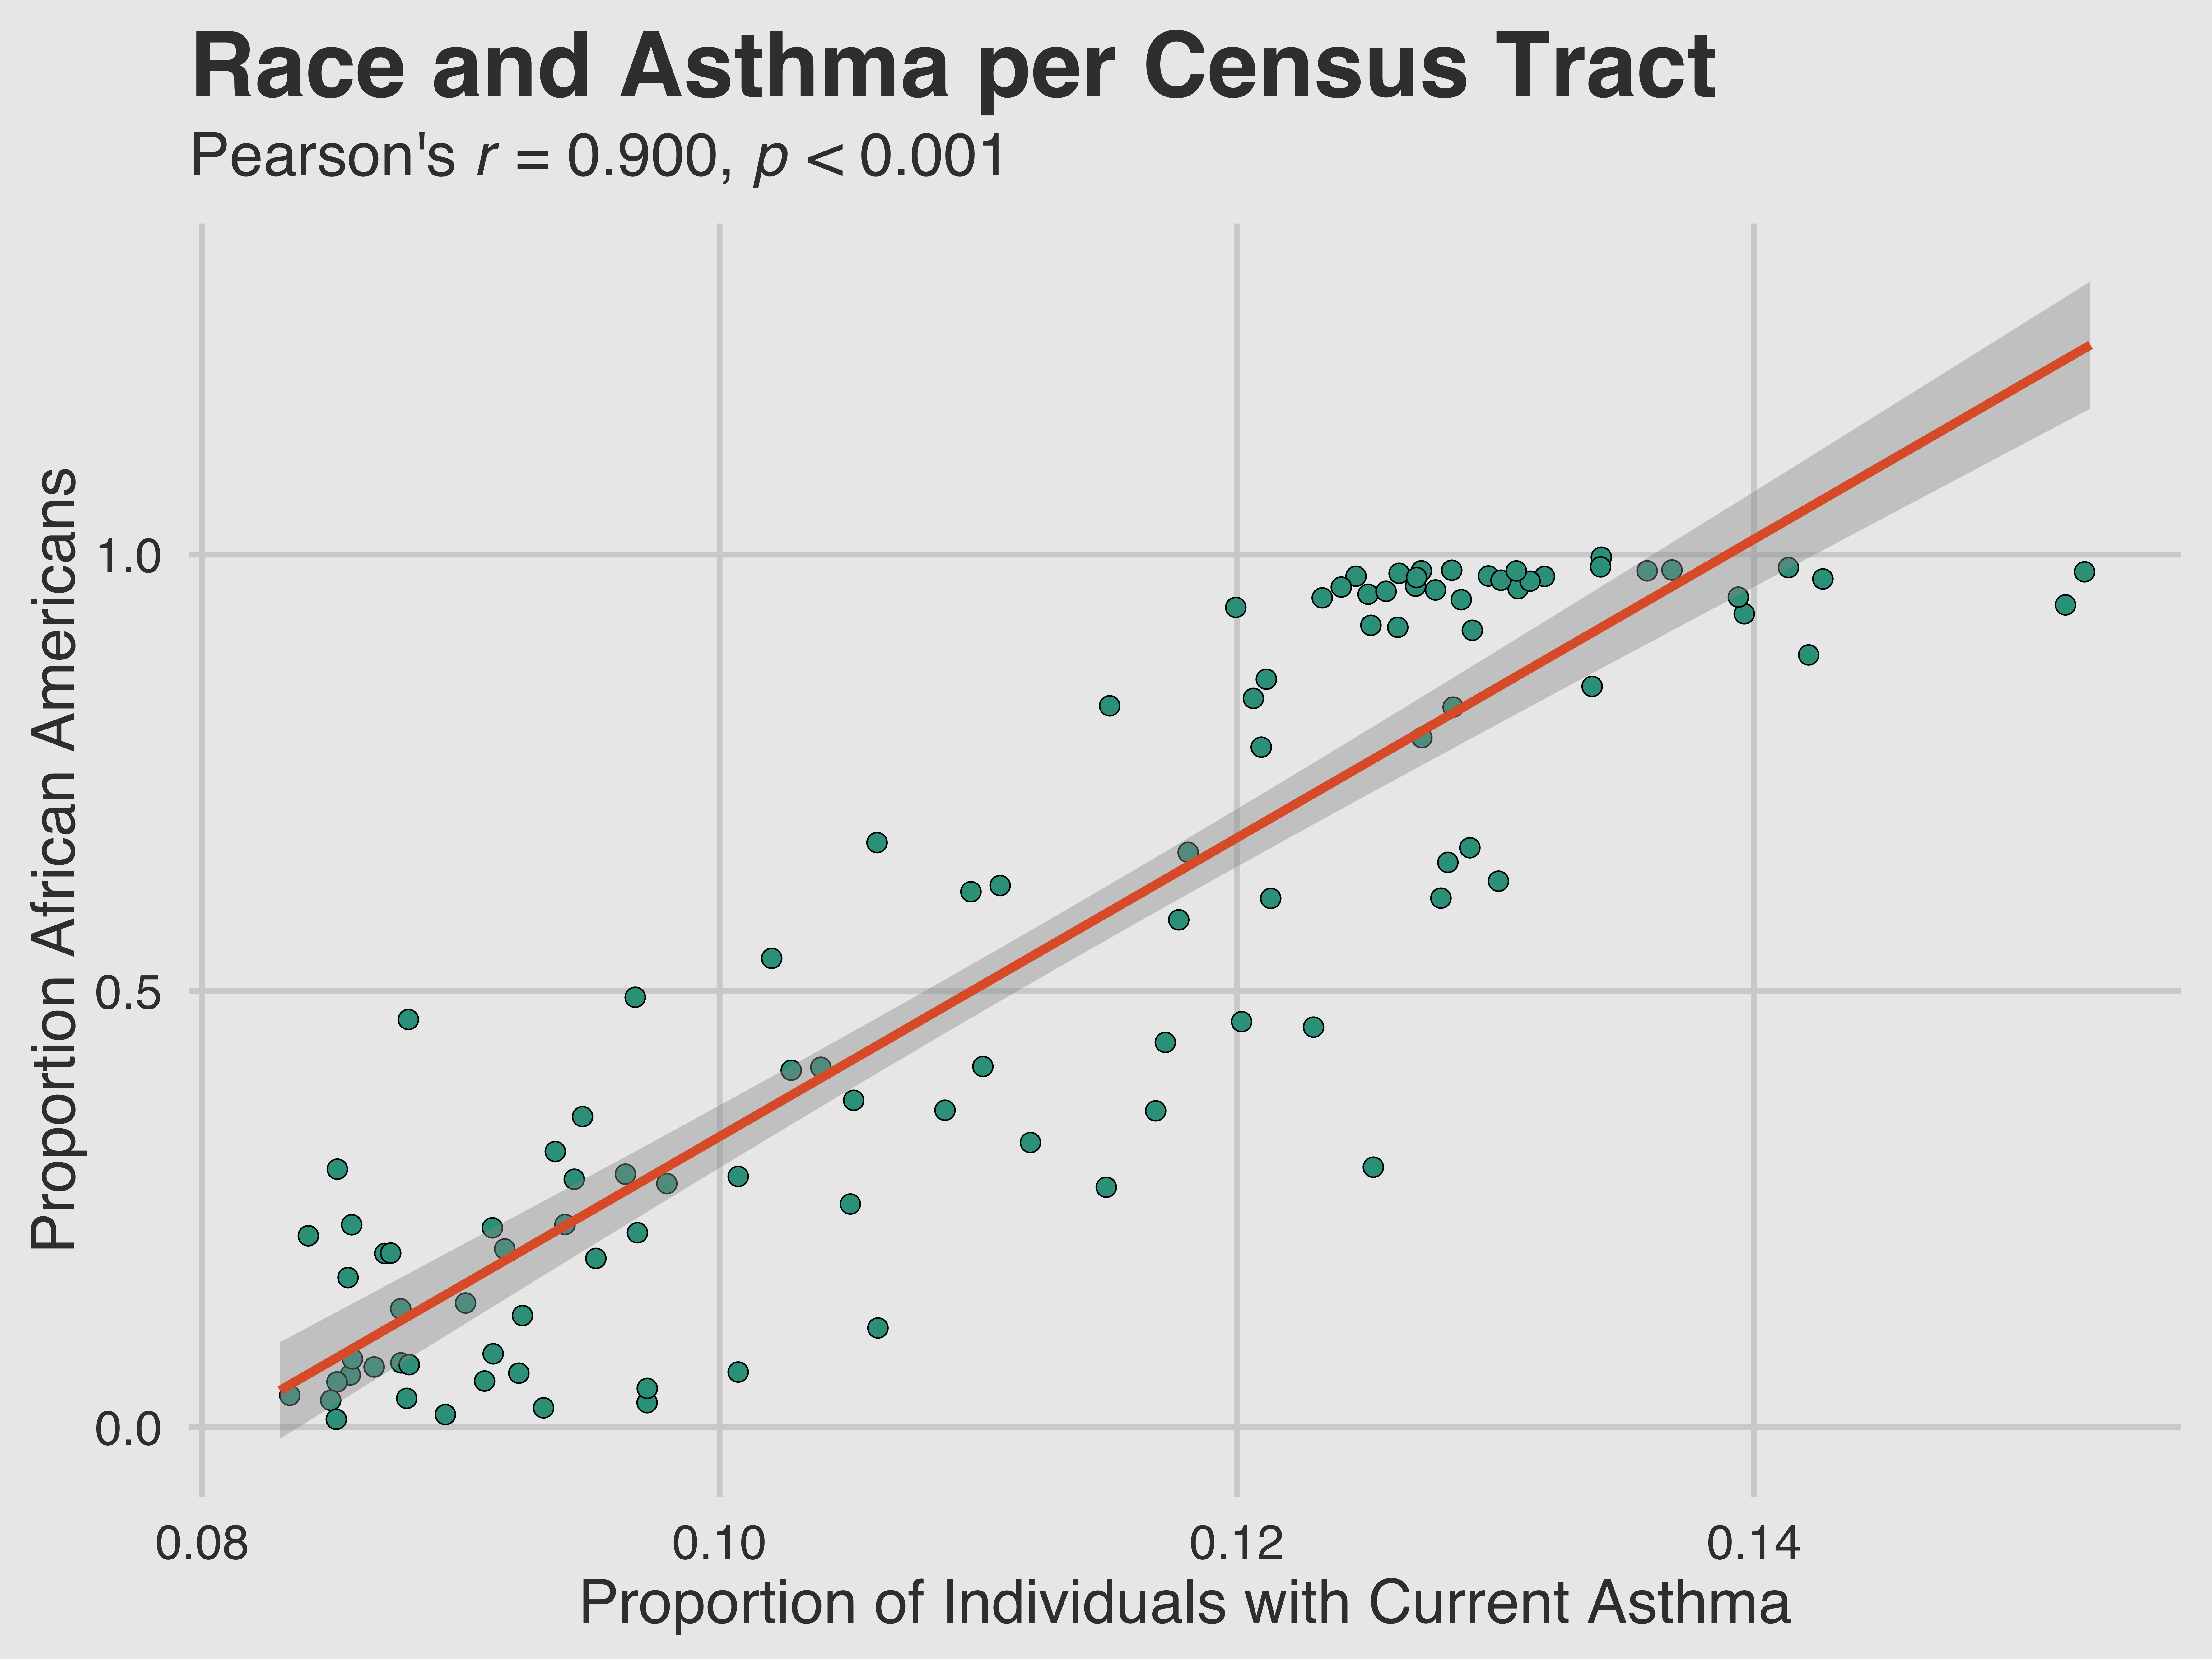 Race and Asthma per Census Tract
Pearson's r = 0.900, p < 0.001
Proportion African Americans
1.0
0.5
0.0
0.08 0.10 0.12 0.14
Proportion of Individuals with Current Asthma